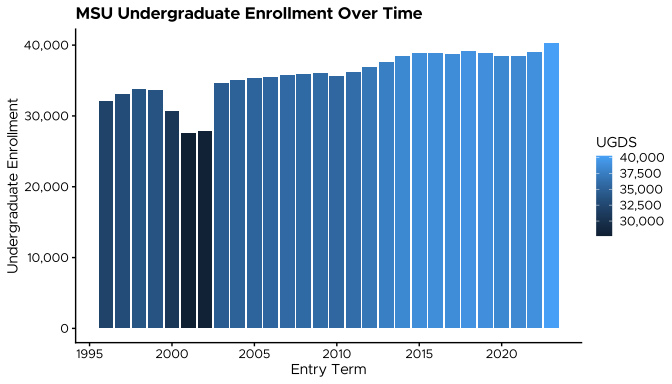 MSU Undergraduate Enrollment Over Time
Undergraduate Enrollment
40,000
30,000
20,000
10,000
0
1995 2000 2005 2010 2015 2020
Entry Term
UGDS
40,000
37,500
35,000
32,500
30,000